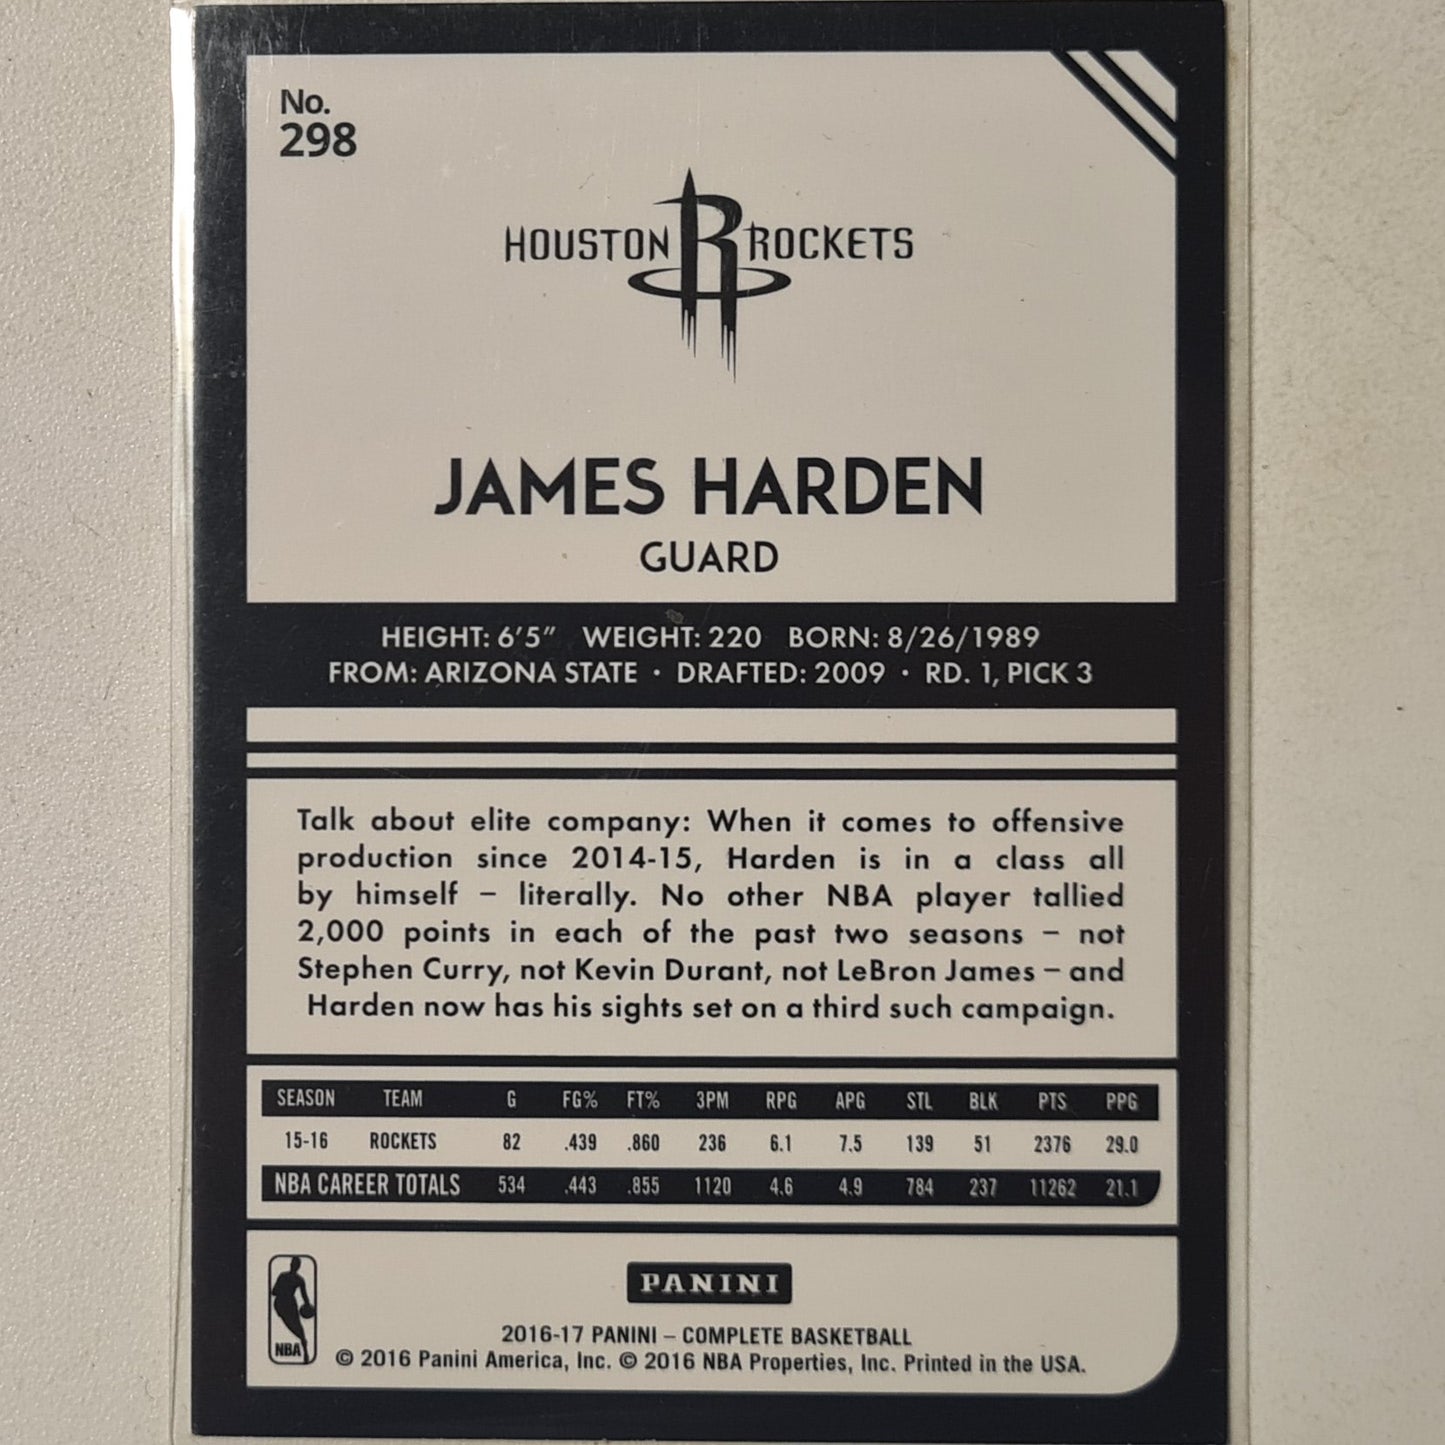 No.
298
HOUSTON R ROCKETS
JAMES HARDEN
GUARD
HEIGHT: 6'5" WEIGHT: 220 BORN: 8/26/1989
FROM: ARIZONA STATE • DRAFTED: 2009 • RD. 1, PICK 3
Talk about elite company: When it comes to offensive
production since 2014-15, Harden is in a class all
by himself – literally. No other NBA player tallied
2,000 points in each of the past two seasons – not
Stephen Curry, not Kevin Durant, not LeBron James – and
Harden now has his sights set on a third such campaign.
SEASON TEAM G FG% FT% 3PM RPG APG STL BLK PTS PPG
15-16 ROCKETS 82 .439 .860 236 6.1 7.5 139 51 2376 29.0
NBA CAREER TOTALS 534 .443 .855 1120 4.6 4.9 784 237 11262 21.1
PANINI
NBA
2016-17 PANINI – COMPLETE BASKETBALL
© 2016 Panini America, Inc. © 2016 NBA Properties, Inc. Printed in the USA.